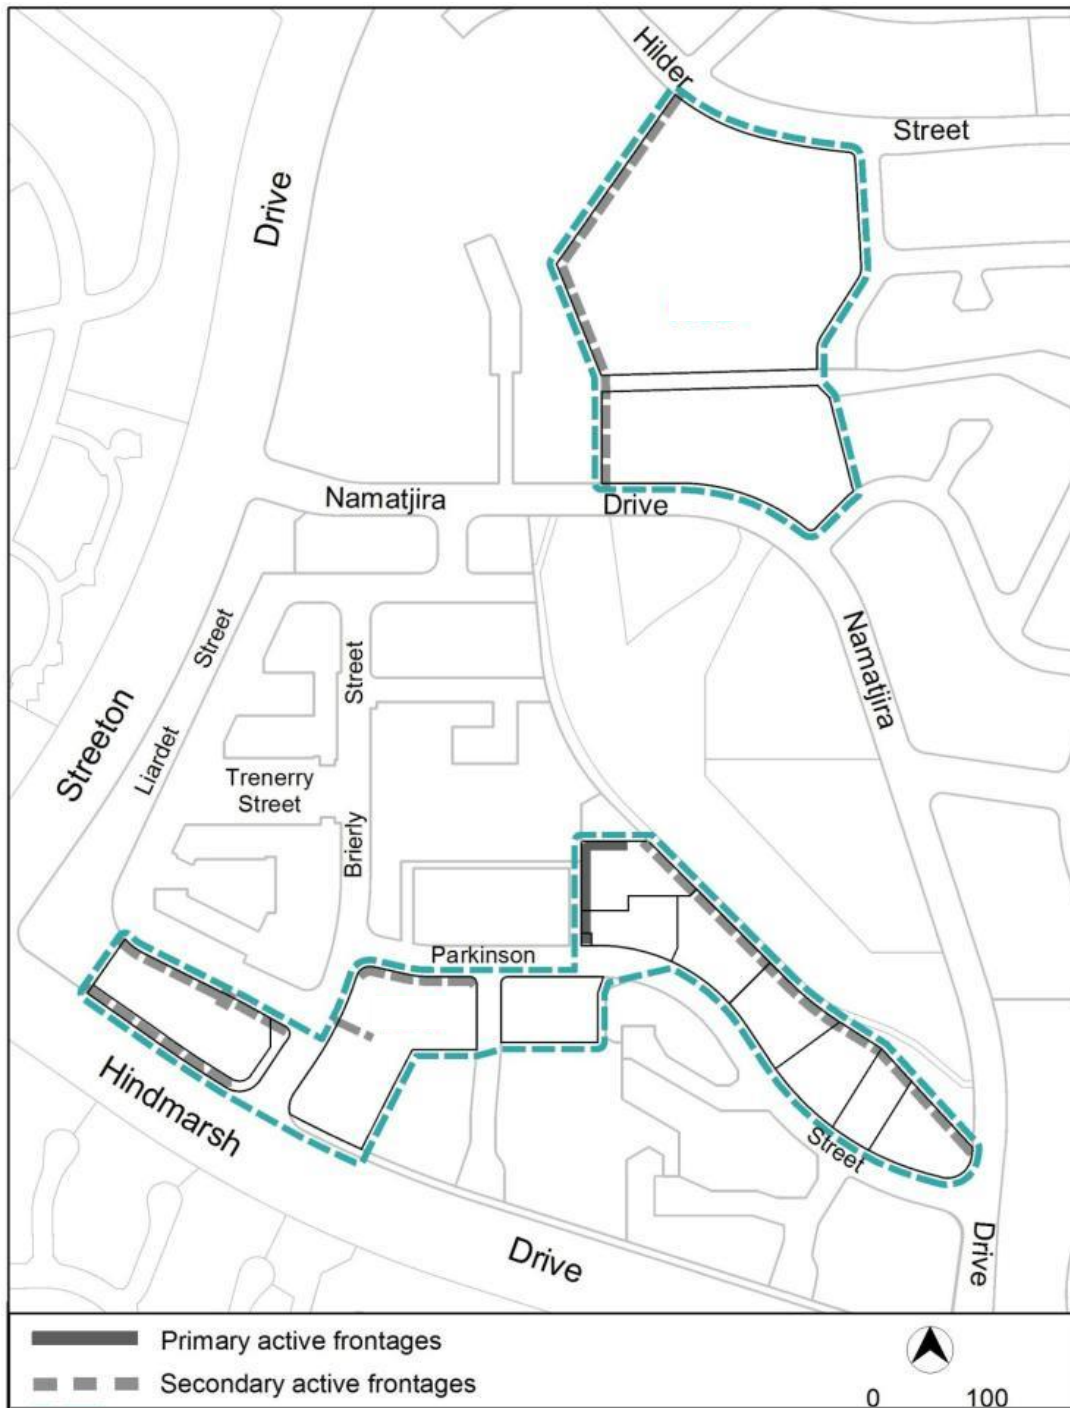 Hilder
Street
Drive
Namatjira
Drive
Street
Street
Namatjira
Streeton
Liardet
Trenerry
Street
Brierly
Parkinson
Hindmarsh
Street
Drive
Drive
Primary active frontages
Secondary active frontages
0 100